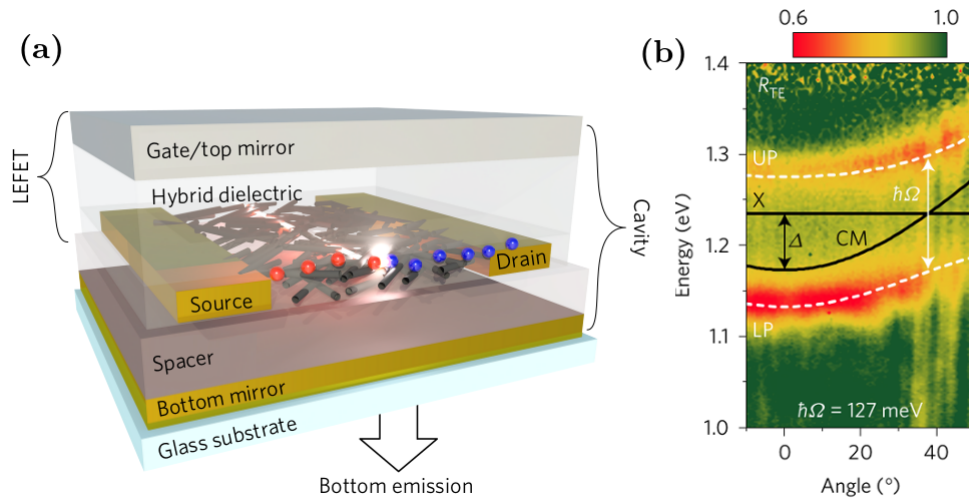 (a)
LEFET
Gate/top mirror
Hybrid dielectric
Cavity
Drain
Source
Spacer
Bottom mirror
Glass substrate
Bottom emission
(b)
0.6
1.0
1.4
1.3
1.2
1.1
1.0
Energy (eV)
R_TE
UP
X
ħΩ
Δ
CM
LP
ħΩ = 127 meV
0
20
40
Angle (°)